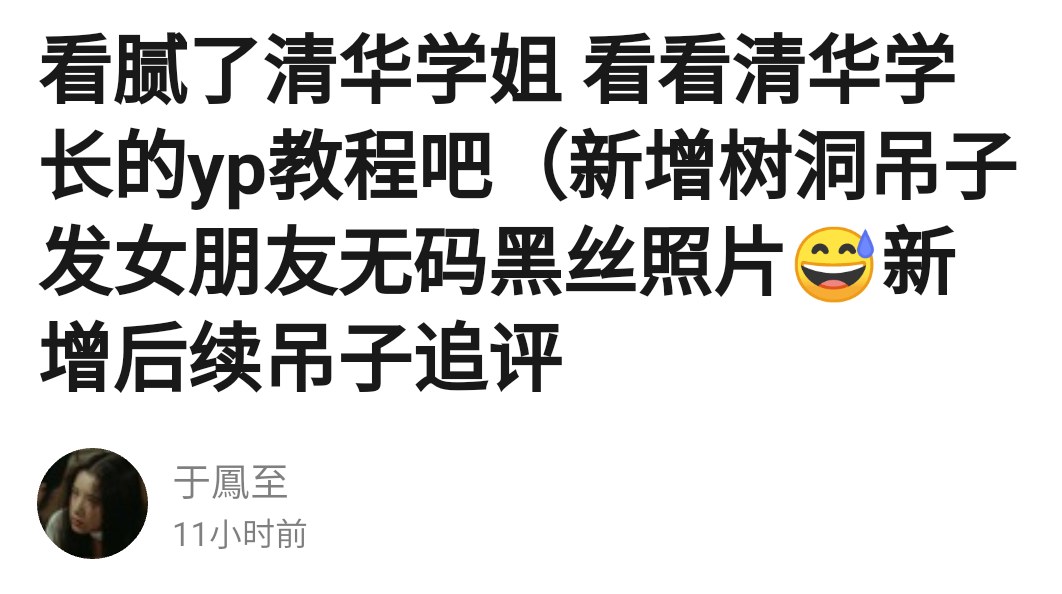 看腻了清华学姐 看看清华学
长的yp教程吧（新增树洞吊子
发女朋友无码黑丝照片😅新
增后续吊子追评
于鳳至
11小时前